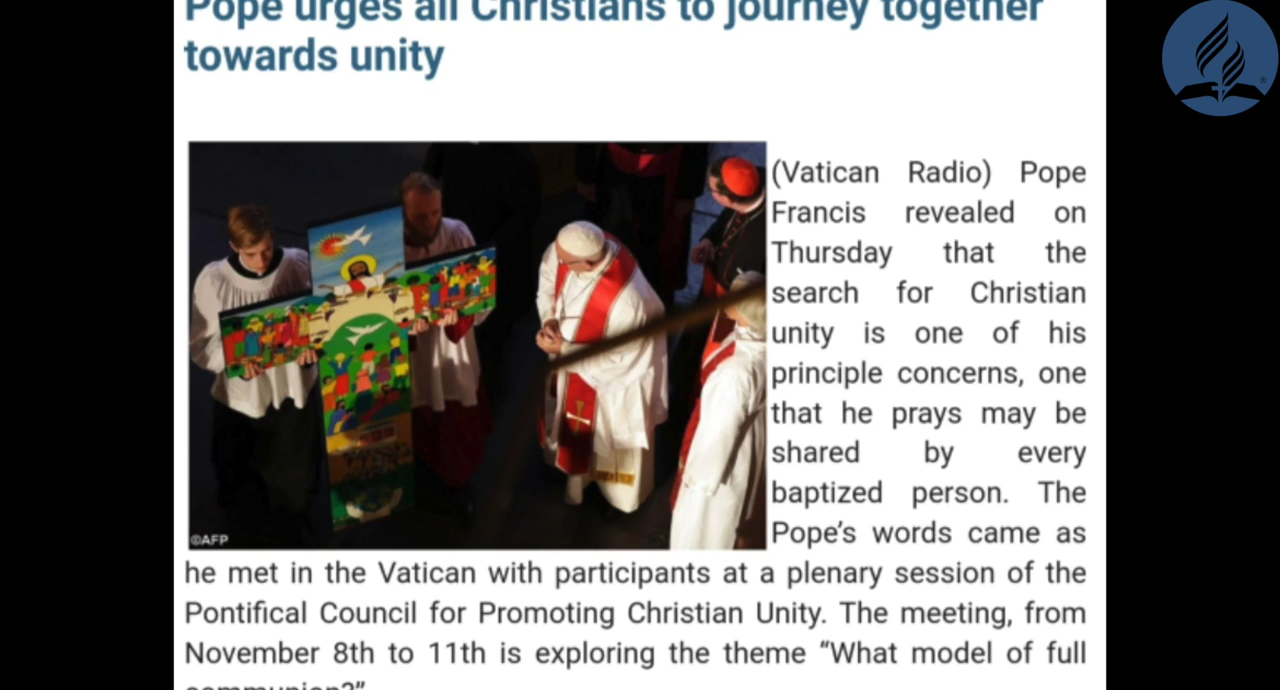 Pope urges all Christians to journey together
towards unity
(Vatican Radio) Pope
Francis revealed on
Thursday that the
search for Christian
unity is one of his
principle concerns, one
that he prays may be
shared by every
baptized person. The
Pope’s words came as
©AFP
he met in the Vatican with participants at a plenary session of the
Pontifical Council for Promoting Christian Unity. The meeting, from
November 8th to 11th is exploring the theme “What model of full
communion?”
®